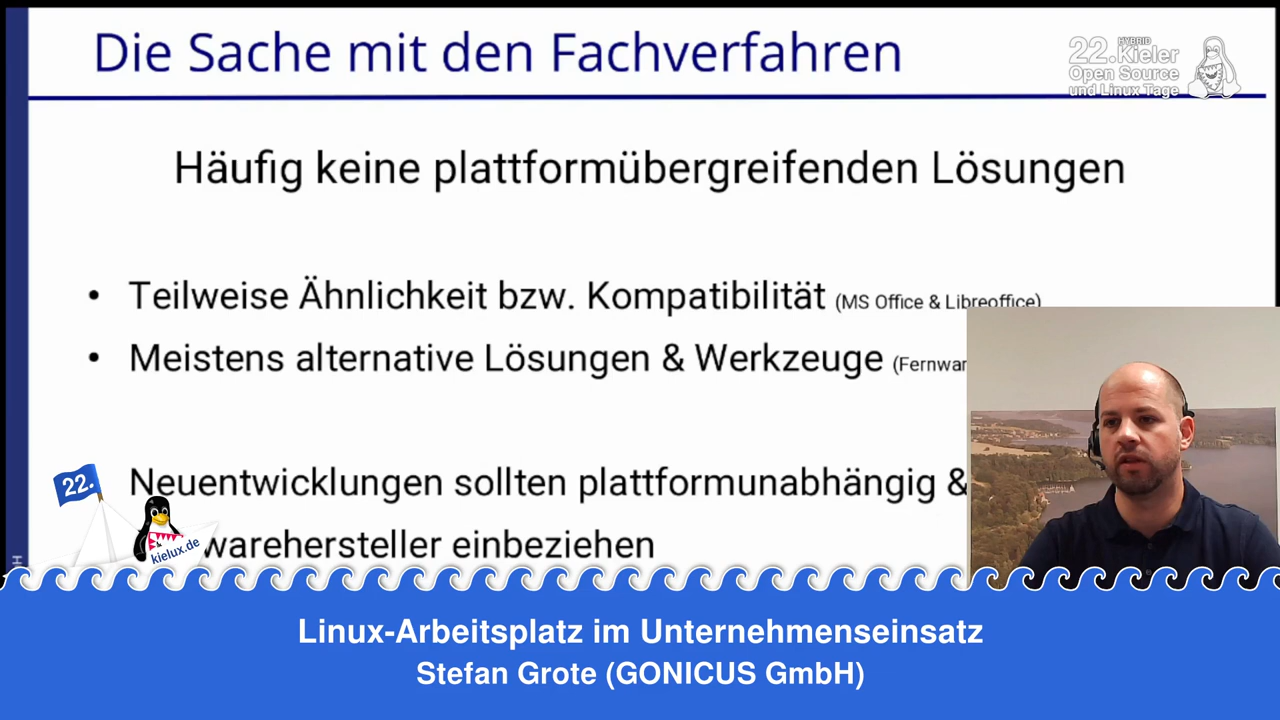 Die Sache mit den Fachverfahren
HYBRID
22.Kieler
Open Source
und Linux Tage
Häufig keine plattformübergreifenden Lösungen
• Teilweise Ähnlichkeit bzw. Kompatibilität (MS Office & Libreoffice)
• Meistens alternative Lösungen & Werkzeuge (Fernwar
Neuentwicklungen sollten plattformunabhängig &
warehersteller einbeziehen
22.
kielux.de
Linux-Arbeitsplatz im Unternehmenseinsatz
Stefan Grote (GONICUS GmbH)